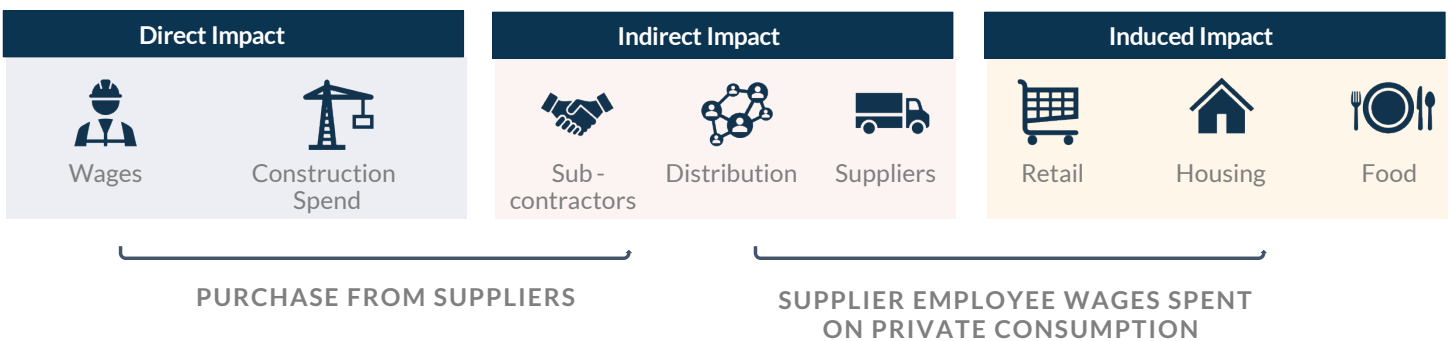 Direct Impact
Indirect Impact
Induced Impact
Wages
Construction
Spend
Sub -
contractors
Distribution
Suppliers
Retail
Housing
Food
PURCHASE FROM SUPPLIERS
SUPPLIER EMPLOYEE WAGES SPENT
ON PRIVATE CONSUMPTION